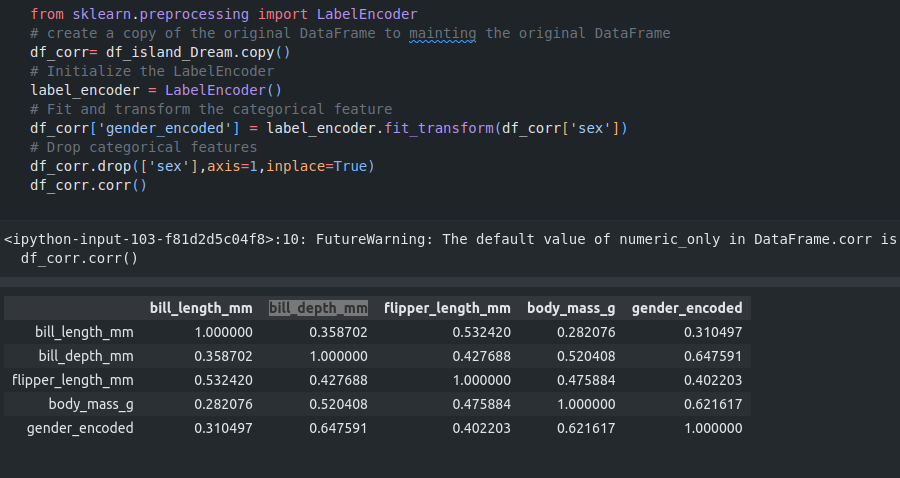 from sklearn.preprocessing import LabelEncoder
# create a copy of the original DataFrame to mainting the original DataFrame
df_corr= df_island_Dream.copy()
# Initialize the LabelEncoder
label_encoder = LabelEncoder()
# Fit and transform the categorical feature
df_corr['gender_encoded'] = label_encoder.fit_transform(df_corr['sex'])
# Drop categorical features
df_corr.drop(['sex'],axis=1,inplace=True)
df_corr.corr()
<ipython-input-103-f81d2d5c04f8>:10: FutureWarning: The default value of numeric_only in DataFrame.corr is
df_corr.corr()
bill_length_mm bill_depth_mm flipper_length_mm body_mass_g gender_encoded
bill_length_mm 1.000000 0.358702 0.532420 0.282076 0.310497
bill_depth_mm 0.358702 1.000000 0.427688 0.520408 0.647591
flipper_length_mm 0.532420 0.427688 1.000000 0.475884 0.402203
body_mass_g 0.282076 0.520408 0.475884 1.000000 0.621617
gender_encoded 0.310497 0.647591 0.402203 0.621617 1.000000